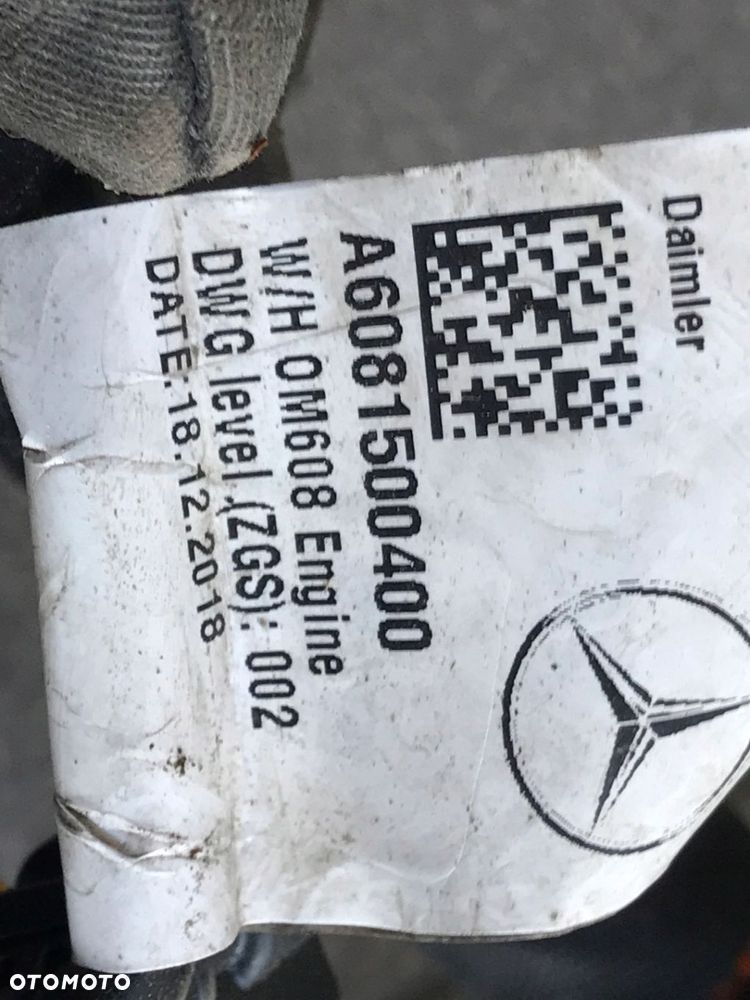 Daimler
A6081500400
W/H OM608 Engine
DWG level (ZGS): 002
DATE:18.12.2018
OTOMOTO